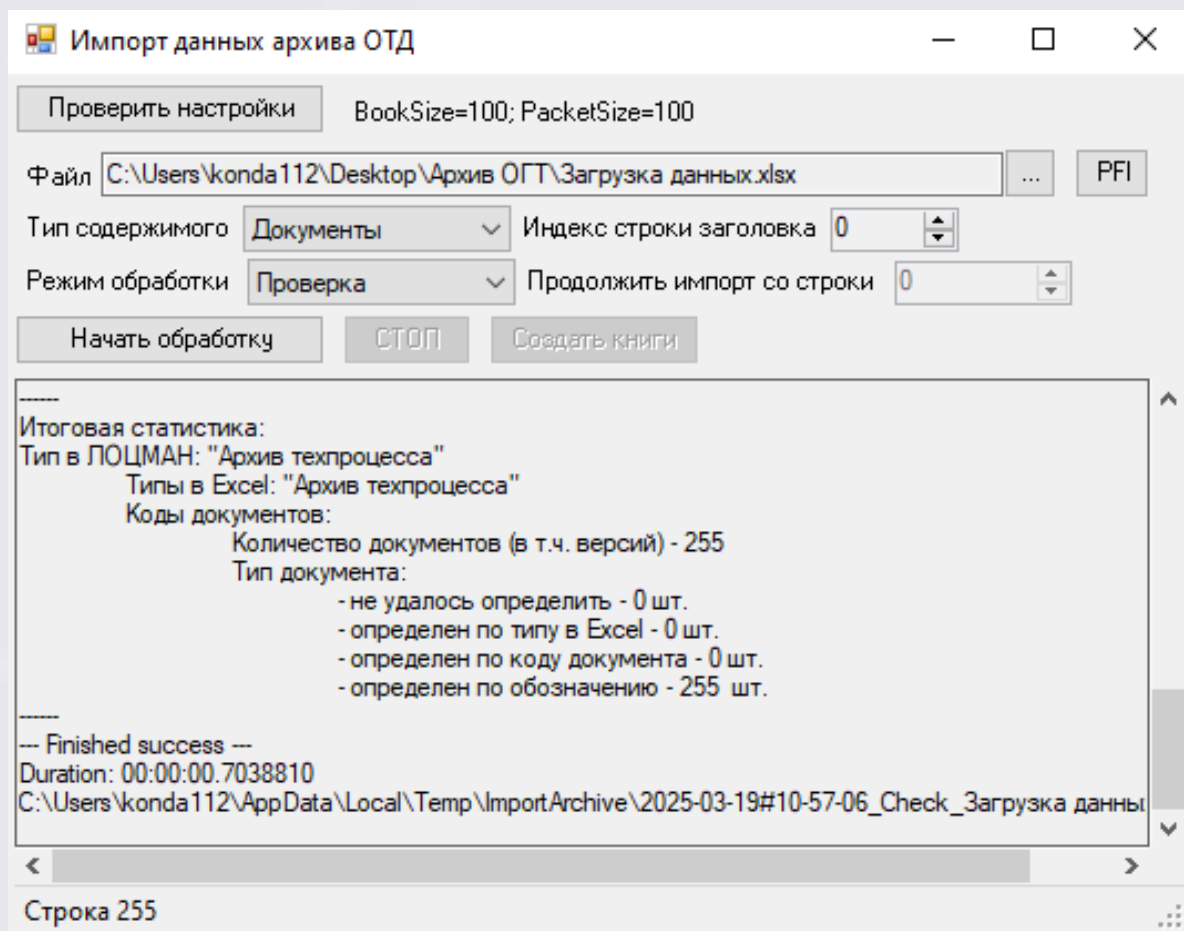 Импорт данных архива ОТД
Проверить настройки BookSize=100; PacketSize=100
Файл C:\Users\konda112\Desktop\Архив ОГТ\Загрузка данных.xlsx ... PFI
Тип содержимого Документы Индекс строки заголовка 0
Режим обработки Проверка Продолжить импорт со строки 0
Начать обработку СТОП Создать книги
------
Итоговая статистика:
Тип в ЛОЦМАН: "Архив техпроцесса"
Типы в Excel: "Архив техпроцесса"
Коды документов:
Количество документов (в т.ч. версий) - 255
Тип документа:
- не удалось определить - 0 шт.
- определен по типу в Excel - 0 шт.
- определен по коду документа - 0 шт.
- определен по обозначению - 255 шт.
------
--- Finished success ---
Duration: 00:00:00.7038810
C:\Users\konda112\AppData\Local\Temp\ImportArchive\2025-03-19#10-57-06_Check_Загрузка данны
Строка 255